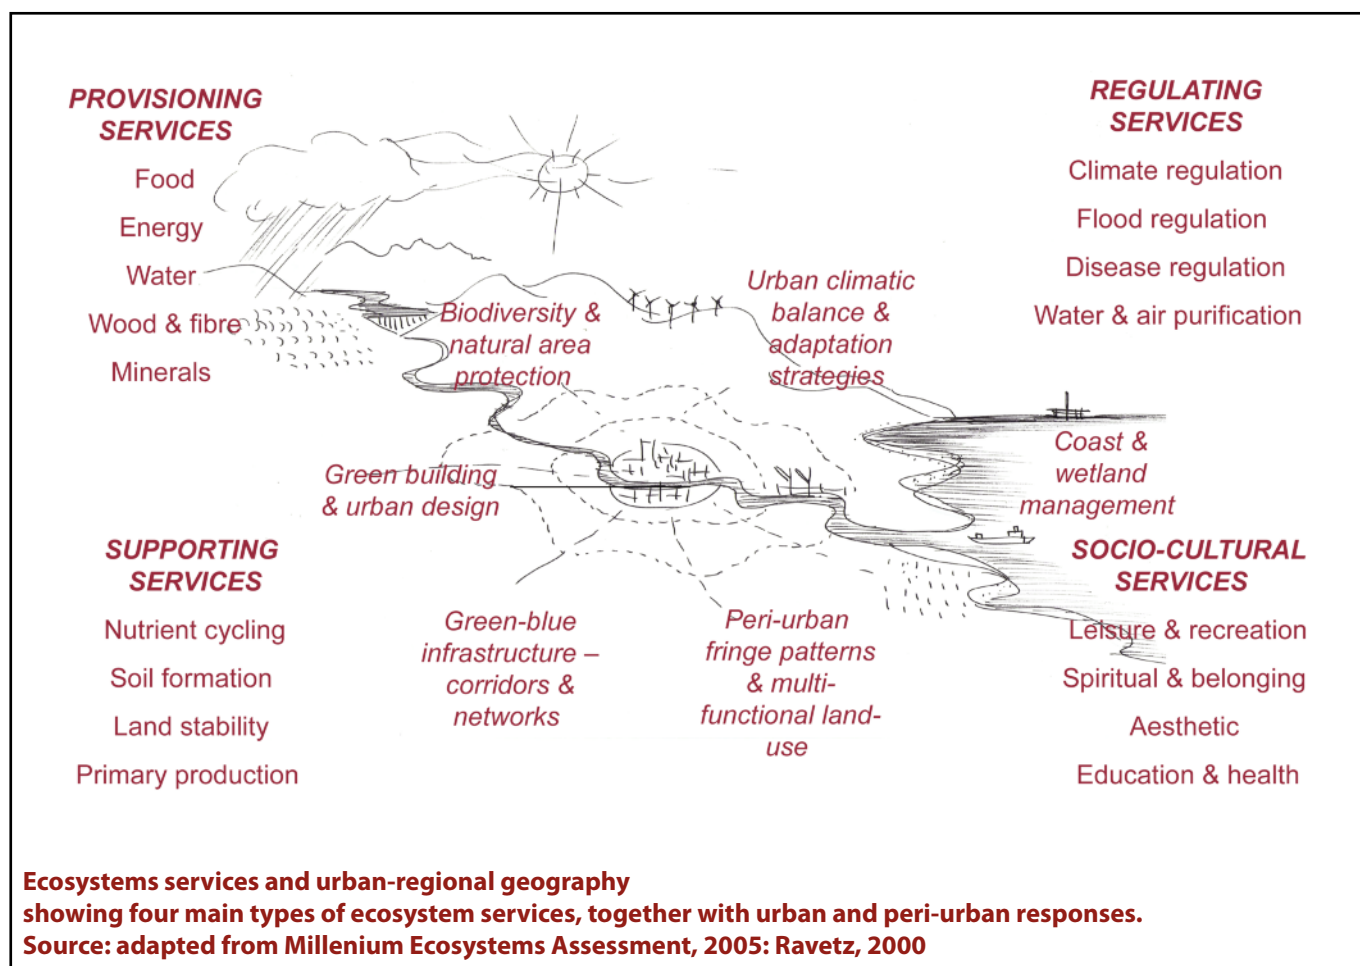 PROVISIONING
SERVICES
Food
Energy
Water
Wood & fibre
Minerals
REGULATING
SERVICES
Climate regulation
Flood regulation
Disease regulation
Water & air purification
Biodiversity &
natural area
protection
Urban climatic
balance &
adaptation
strategies
Green building
& urban design
Coast &
wetland
management
SUPPORTING
SERVICES
Nutrient cycling
Soil formation
Land stability
Primary production
Green-blue
infrastructure –
corridors &
networks
Peri-urban
fringe patterns
& multi-
functional land-
use
SOCIO-CULTURAL
SERVICES
Leisure & recreation
Spiritual & belonging
Aesthetic
Education & health
Ecosystems services and urban-regional geography
showing four main types of ecosystem services, together with urban and peri-urban responses.
Source: adapted from Millenium Ecosystems Assessment, 2005: Ravetz, 2000